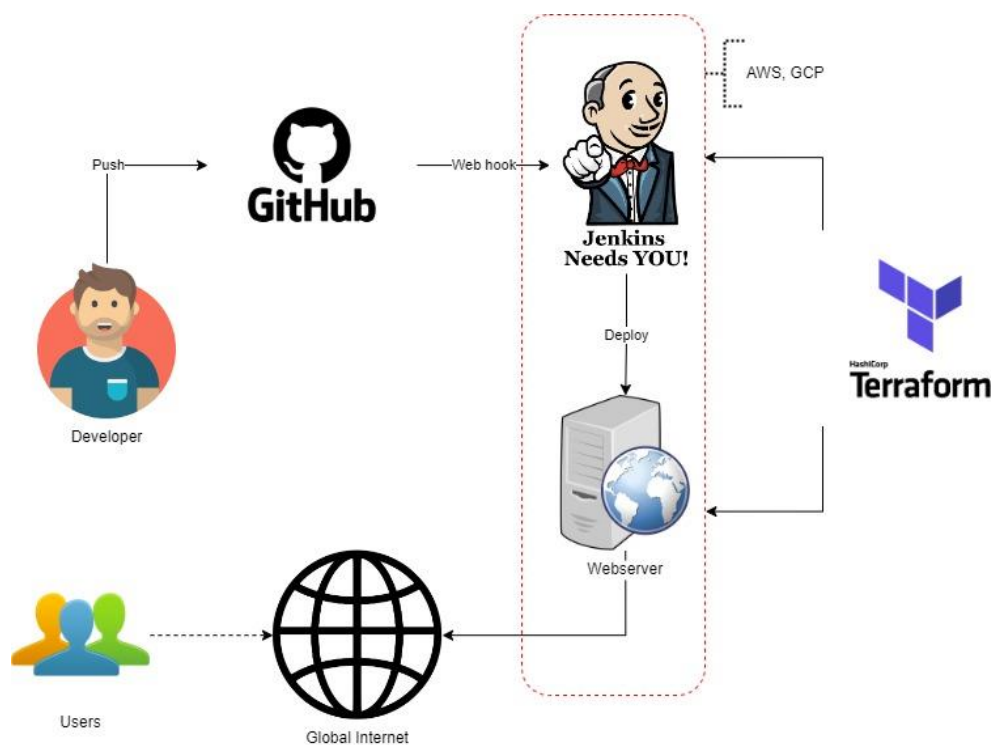 AWS, GCP
Push
Web hook
GitHub
Jenkins
Needs YOU!
Deploy
HashiCorp
Terraform
Developer
Webserver
Users
Global Internet